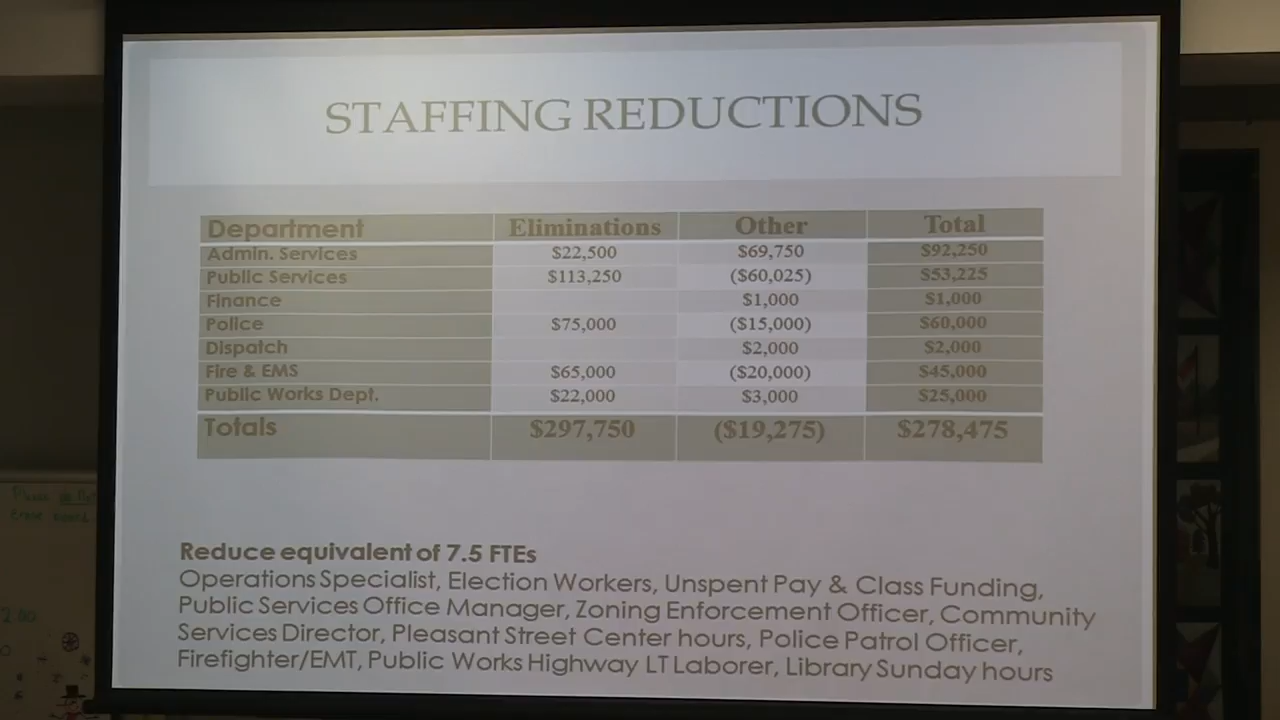 STAFFING REDUCTIONS
Department Eliminations Other Total
Admin. Services $22,500 $69,750 $92,250
Public Services $113,250 ($60,025) $53,225
Finance $1,000 $1,000
Police $75,000 ($15,000) $60,000
Dispatch $2,000 $2,000
Fire & EMS $65,000 ($20,000) $45,000
Public Works Dept. $22,000 $3,000 $25,000
Totals $297,750 ($19,275) $278,475
Reduce equivalent of 7.5 FTEs
Operations Specialist, Election Workers, Unspent Pay & Class Funding,
Public Services Office Manager, Zoning Enforcement Officer, Community
Services Director, Pleasant Street Center hours, Police Patrol Officer,
Firefighter/EMT, Public Works Highway LT Laborer, Library Sunday hours
Please